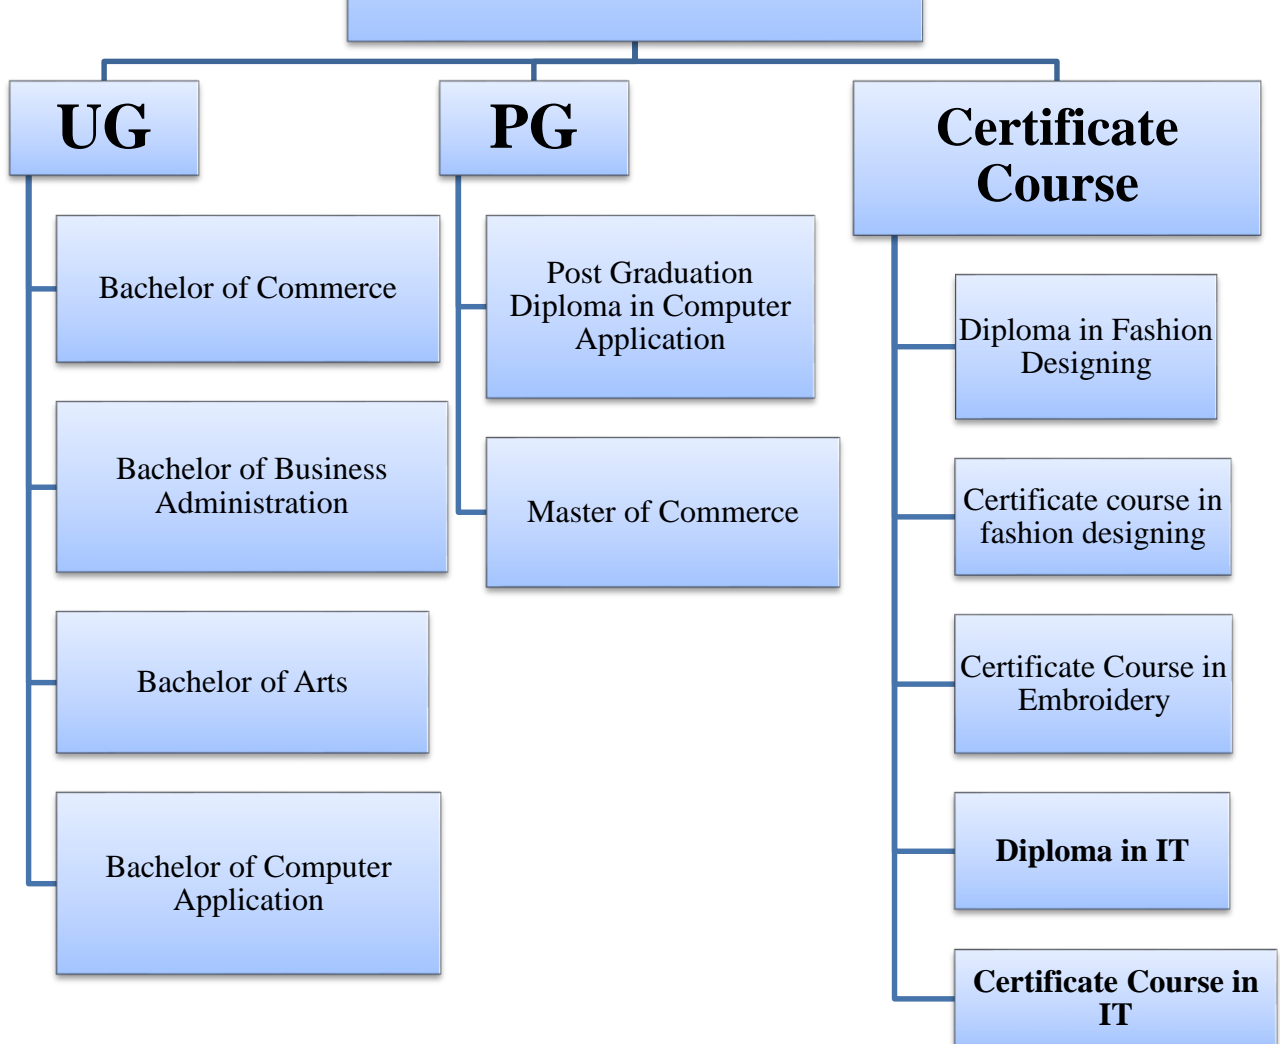 UG
Bachelor of Commerce
Bachelor of Business
Administration
Bachelor of Arts
Bachelor of Computer
Application
PG
Post Graduation
Diploma in Computer
Application
Master of Commerce
Certificate
Course
Diploma in Fashion
Designing
Certificate course in
fashion designing
Certificate Course in
Embroidery
Diploma in IT
Certificate Course in
IT